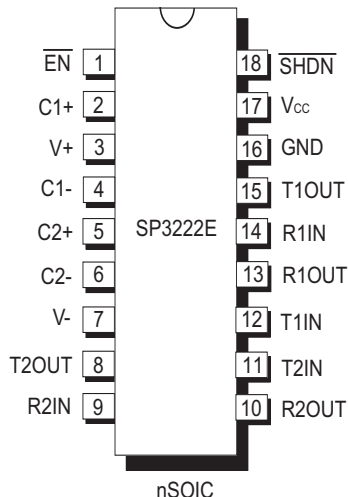 EN 1 18 SHDN
C1+ 2 17 Vcc
V+ 3 16 GND
C1- 4 15 T1OUT
C2+ 5 SP3222E 14 R1IN
C2- 6 13 R1OUT
V- 7 12 T1IN
T2OUT 8 11 T2IN
R2IN 9 10 R2OUT
nSOIC